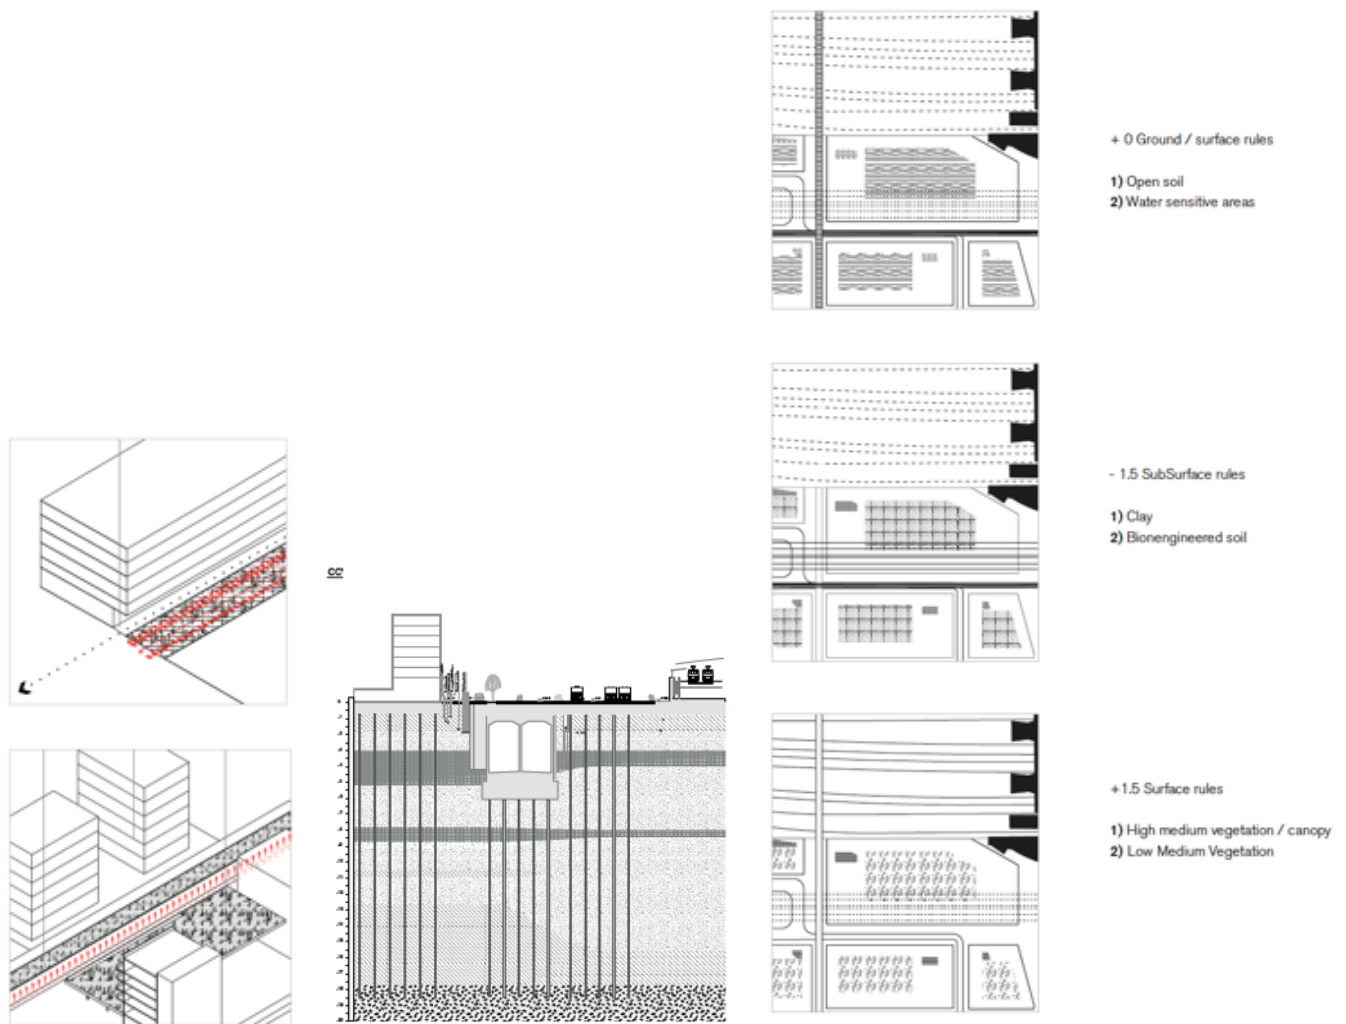 + 0 Ground / surface rules
1) Open soil
2) Water sensitive areas
- 1.5 SubSurface rules
1) Clay
2) Bionengineered soil
CC'
+1.5 Surface rules
1) High medium vegetation / canopy
2) Low Medium Vegetation